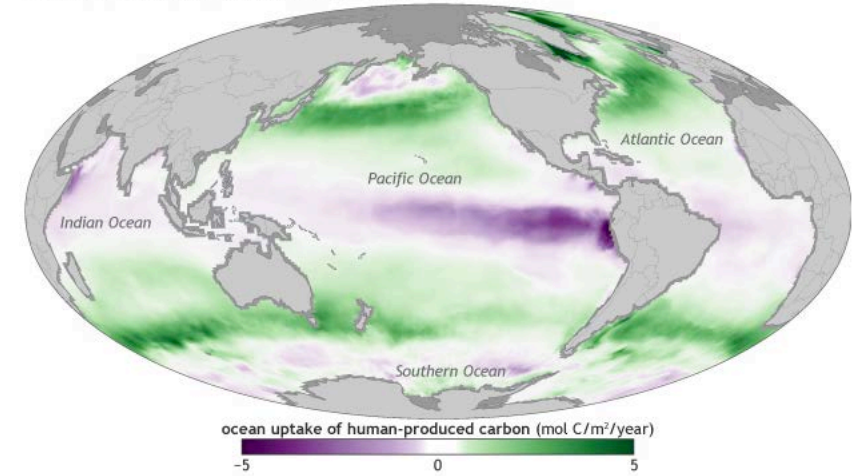 Atlantic Ocean
Pacific Ocean
Indian Ocean
Southern Ocean
ocean uptake of human-produced carbon (mol C/m²/year)
-5 0 5